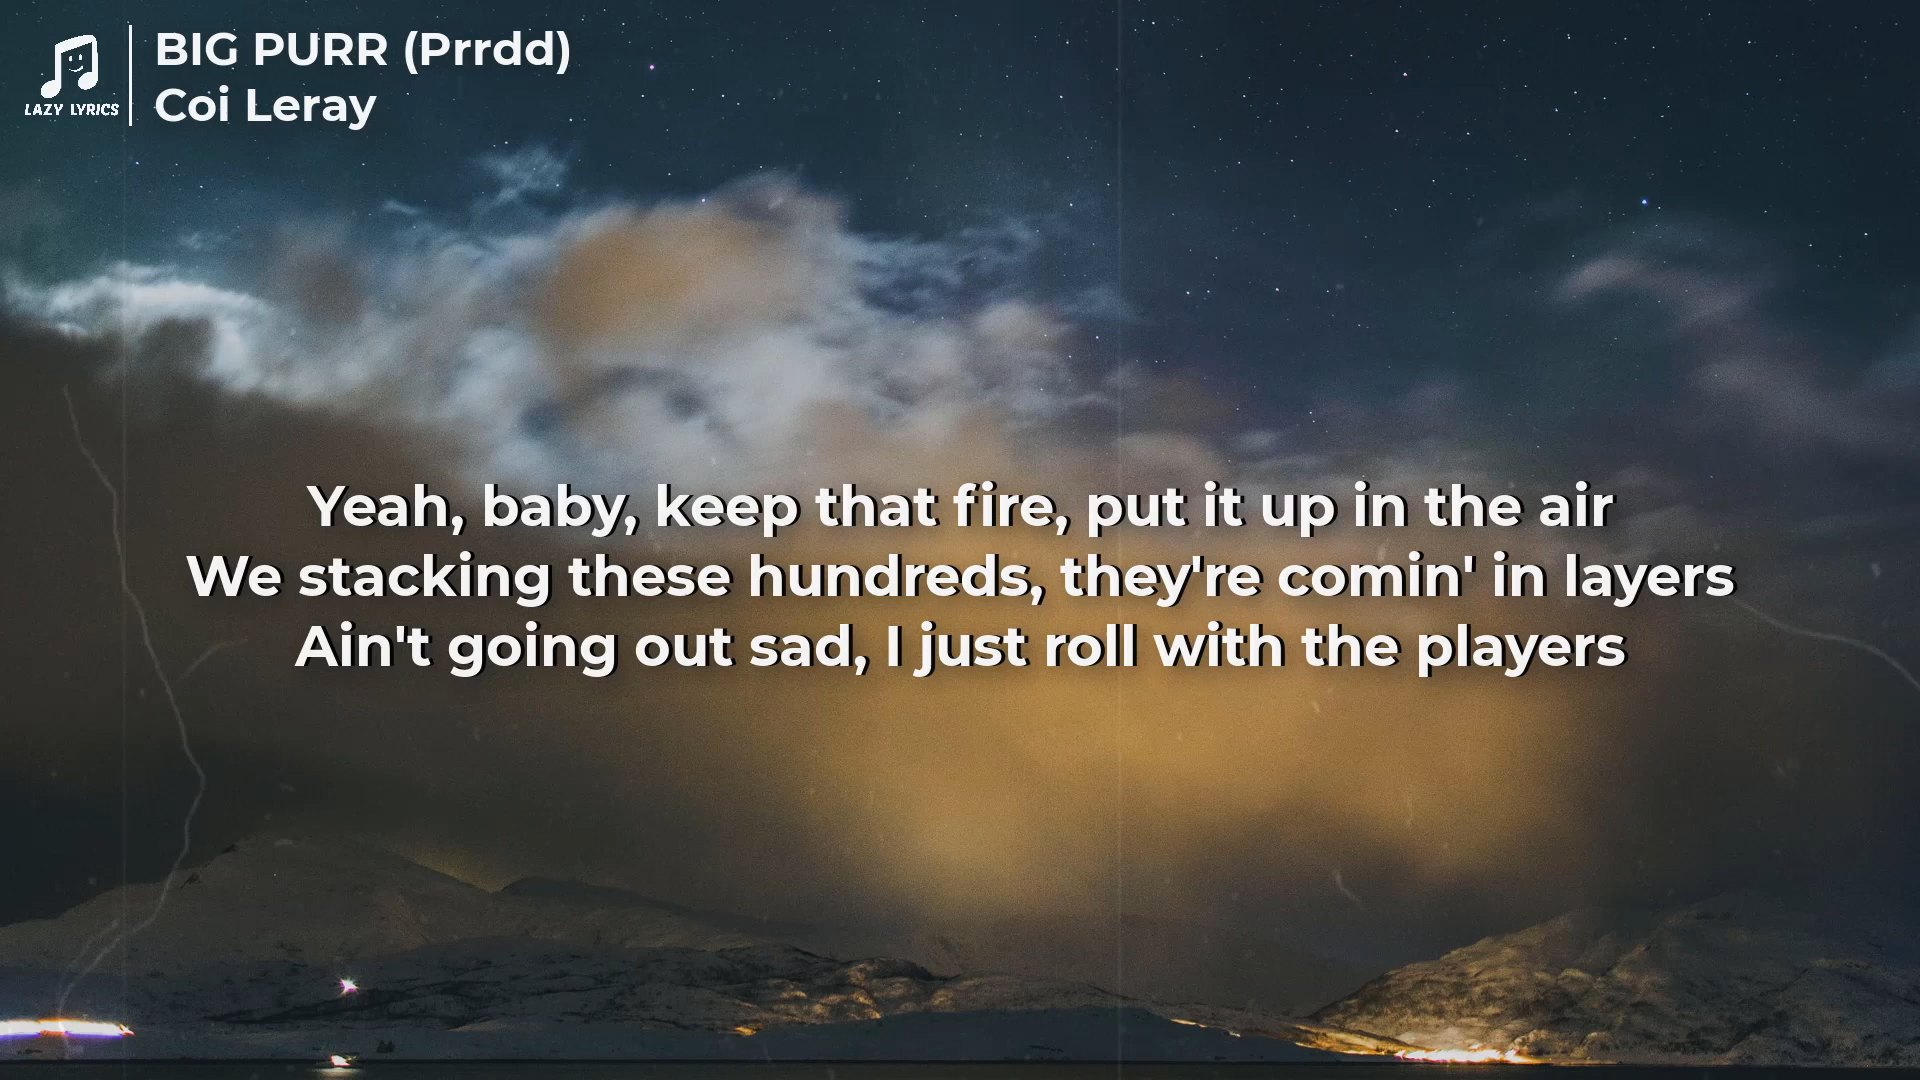 BIG PURR (Prrdd)
Coi Leray
LAZY LYRICS
Yeah, baby, keep that fire, put it up in the air
We stacking these hundreds, they're comin' in layers
Ain't going out sad, I just roll with the players